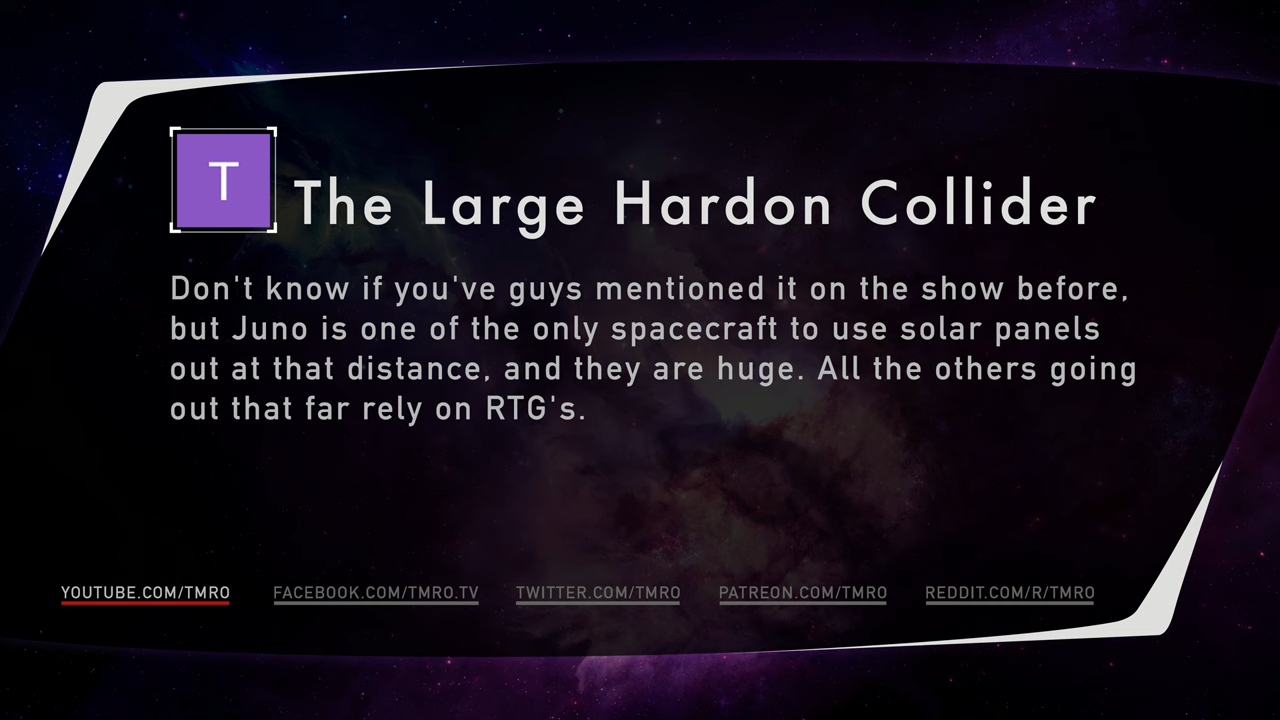 T
The Large Hardon Collider
Don't know if you've guys mentioned it on the show before,
but Juno is one of the only spacecraft to use solar panels
out at that distance, and they are huge. All the others going
out that far rely on RTG's.
YOUTUBE.COM/TMRO FACEBOOK.COM/TMRO.TV TWITTER.COM/TMRO PATREON.COM/TMRO REDDIT.COM/R/TMRO